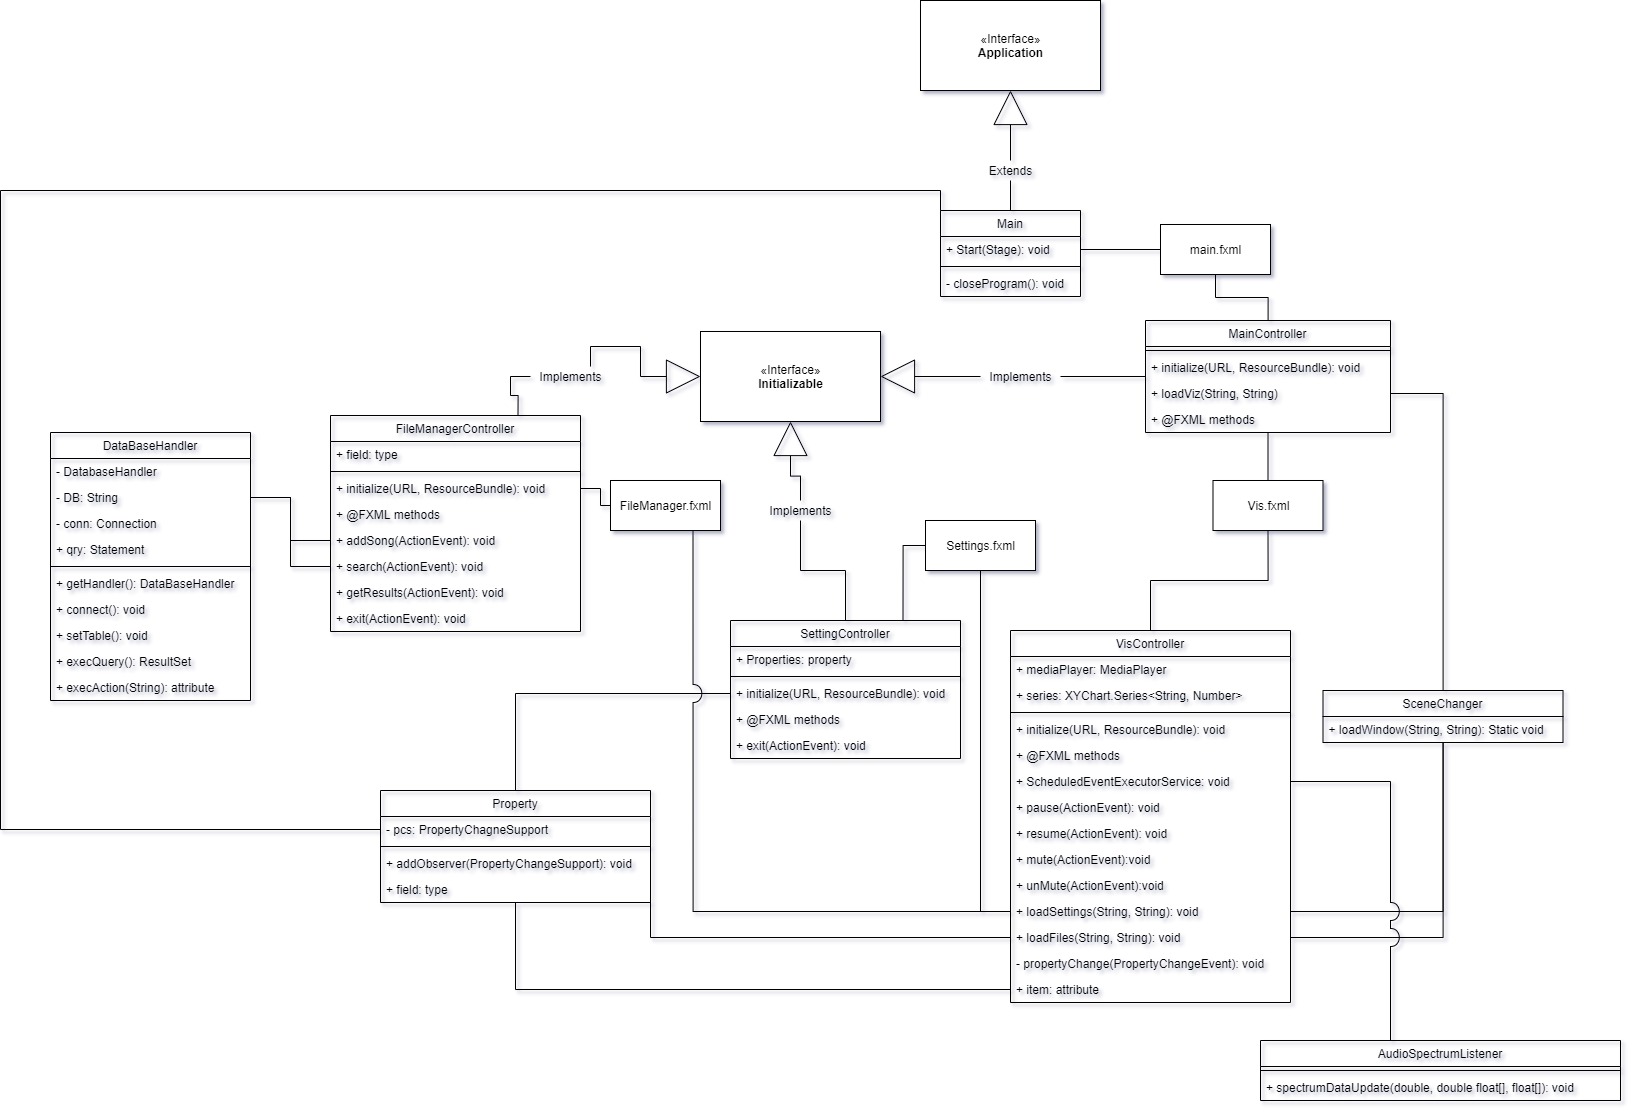 «Interface»
Application
Extends
Main
+ Start(Stage): void
- closeProgram(): void
main.fxml
MainController
+ initialize(URL, ResourceBundle): void
+ loadViz(String, String)
+ @FXML methods
«Interface»
Initializable
Implements
Implements
Implements
FileManagerController
+ field: type
+ initialize(URL, ResourceBundle): void
+ @FXML methods
+ addSong(ActionEvent): void
+ search(ActionEvent): void
+ getResults(ActionEvent): void
+ exit(ActionEvent): void
DataBaseHandler
- DatabaseHandler
- DB: String
- conn: Connection
+ qry: Statement
+ getHandler(): DataBaseHandler
+ connect(): void
+ setTable(): void
+ execQuery(): ResultSet
+ execAction(String): attribute
FileManager.fxml
Settings.fxml
Vis.fxml
SettingController
+ Properties: property
+ initialize(URL, ResourceBundle): void
+ @FXML methods
+ exit(ActionEvent): void
VisController
+ mediaPlayer: MediaPlayer
+ series: XYChart.Series<String, Number>
+ initialize(URL, ResourceBundle): void
+ @FXML methods
+ ScheduledEventExecutorService: void
+ pause(ActionEvent): void
+ resume(ActionEvent): void
+ mute(ActionEvent):void
+ unMute(ActionEvent):void
+ loadSettings(String, String): void
+ loadFiles(String, String): void
- propertyChange(PropertyChangeEvent): void
+ item: attribute
SceneChanger
+ loadWindow(String, String): Static void
Property
- pcs: PropertyChagneSupport
+ addObserver(PropertyChangeSupport): void
+ field: type
AudioSpectrumListener
+ spectrumDataUpdate(double, double float[], float[]): void